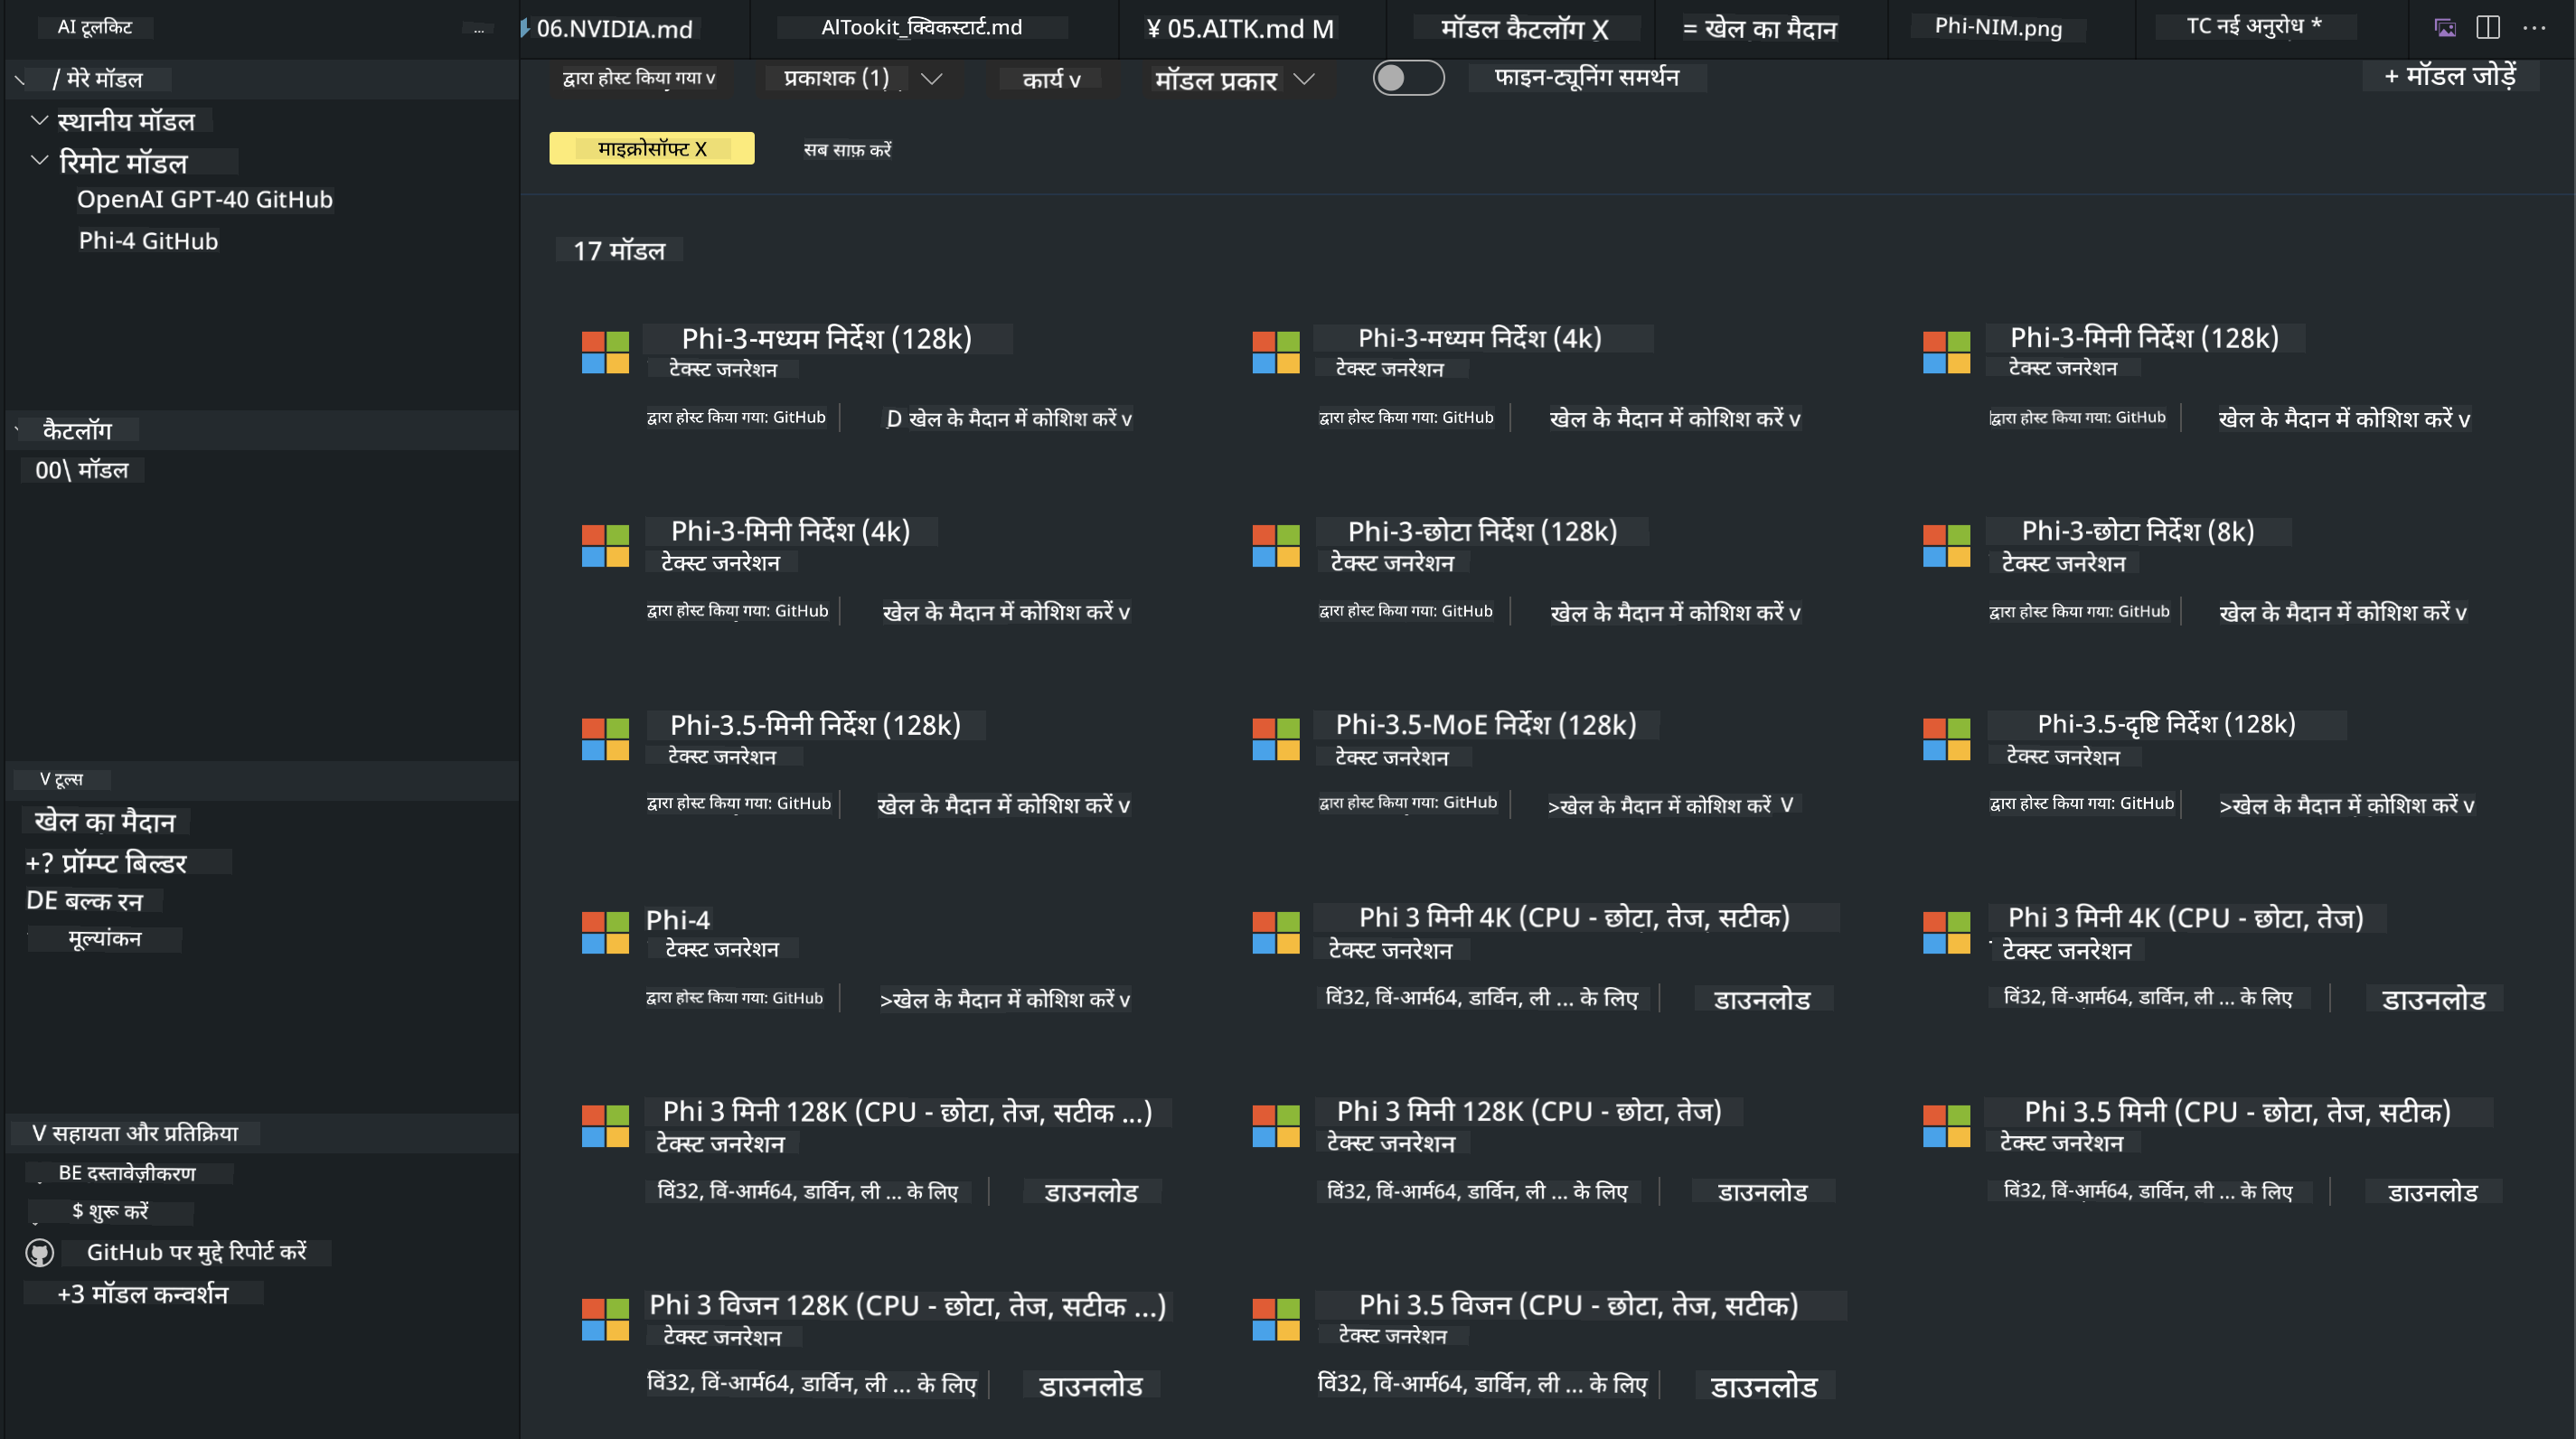 AI टूलकिट
...
06.NVIDIA.md
AlTookit_क्विकस्टार्ट.md
¥ 05.AITK.md M
मॉडल कैटलॉग X
= खेल का मैदान
Phi-NIM.png
TC नई अनुरोध *
/ मेरे मॉडल
स्थानीय मॉडल
रिमोट मॉडल
OpenAI GPT-40 GitHub
Phi-4 GitHub
कैटलॉग
00\ मॉडल
V टूल्स
खेल का मैदान
+? प्रॉम्प्ट बिल्डर
DE बल्क रन
मूल्यांकन
V सहायता और प्रतिक्रिया
BE दस्तावेज़ीकरण
$ शुरू करें
GitHub पर मुद्दे रिपोर्ट करें
+3 मॉडल कन्वर्शन
द्वारा होस्ट किया गया v
प्रकाशक (1)
कार्य v
मॉडल प्रकार
फाइन-ट्यूनिंग समर्थन
+ मॉडल जोड़ें
माइक्रोसॉफ्ट X
सब साफ़ करें
17 मॉडल
Phi-3-मध्यम निर्देश (128k)
टेक्स्ट जनरेशन
द्वारा होस्ट किया गया: GitHub
D खेल के मैदान में कोशिश करें v
Phi-3-मध्यम निर्देश (4k)
टेक्स्ट जनरेशन
द्वारा होस्ट किया गया: GitHub
खेल के मैदान में कोशिश करें v
Phi-3-मिनी निर्देश (128k)
टेक्स्ट जनरेशन
द्वारा होस्ट किया गया: GitHub
खेल के मैदान में कोशिश करें v
Phi-3-मिनी निर्देश (4k)
टेक्स्ट जनरेशन
द्वारा होस्ट किया गया: GitHub
खेल के मैदान में कोशिश करें v
Phi-3-छोटा निर्देश (128k)
टेक्स्ट जनरेशन
द्वारा होस्ट किया गया: GitHub
खेल के मैदान में कोशिश करें v
Phi-3-छोटा निर्देश (8k)
टेक्स्ट जनरेशन
द्वारा होस्ट किया गया: GitHub
खेल के मैदान में कोशिश करें v
Phi-3.5-मिनी निर्देश (128k)
टेक्स्ट जनरेशन
द्वारा होस्ट किया गया: GitHub
खेल के मैदान में कोशिश करें v
Phi-3.5-MoE निर्देश (128k)
टेक्स्ट जनरेशन
द्वारा होस्ट किया गया: GitHub
>खेल के मैदान में कोशिश करें V
Phi-3.5-दृष्टि निर्देश (128k)
टेक्स्ट जनरेशन
द्वारा होस्ट किया गया: GitHub
>खेल के मैदान में कोशिश करें v
Phi-4
टेक्स्ट जनरेशन
द्वारा होस्ट किया गया: GitHub
>खेल के मैदान में कोशिश करें v
Phi 3 मिनी 4K (CPU - छोटा, तेज, सटीक)
टेक्स्ट जनरेशन
विं32, विं-आर्म64, डार्विन, ली ... के लिए
डाउनलोड
Phi 3 मिनी 4K (CPU - छोटा, तेज)
टेक्स्ट जनरेशन
विं32, विं-आर्म64, डार्विन, ली ... के लिए
डाउनलोड
Phi 3 मिनी 128K (CPU - छोटा, तेज, सटीक ...)
टेक्स्ट जनरेशन
विं32, विं-आर्म64, डार्विन, ली ... के लिए
डाउनलोड
Phi 3 मिनी 128K (CPU - छोटा, तेज)
टेक्स्ट जनरेशन
विं32, विं-आर्म64, डार्विन, ली ... के लिए
डाउनलोड
Phi 3.5 मिनी (CPU - छोटा, तेज, सटीक)
टेक्स्ट जनरेशन
विं32, विं-आर्म64, डार्विन, ली ... के लिए
डाउनलोड
Phi 3 विजन 128K (CPU - छोटा, तेज, सटीक ...)
टेक्स्ट जनरेशन
विं32, विं-आर्म64, डार्विन, ली ... के लिए
डाउनलोड
Phi 3.5 विजन (CPU - छोटा, तेज, सटीक)
टेक्स्ट जनरेशन
विं32, विं-आर्म64, डार्विन, ली ... के लिए
डाउनलोड